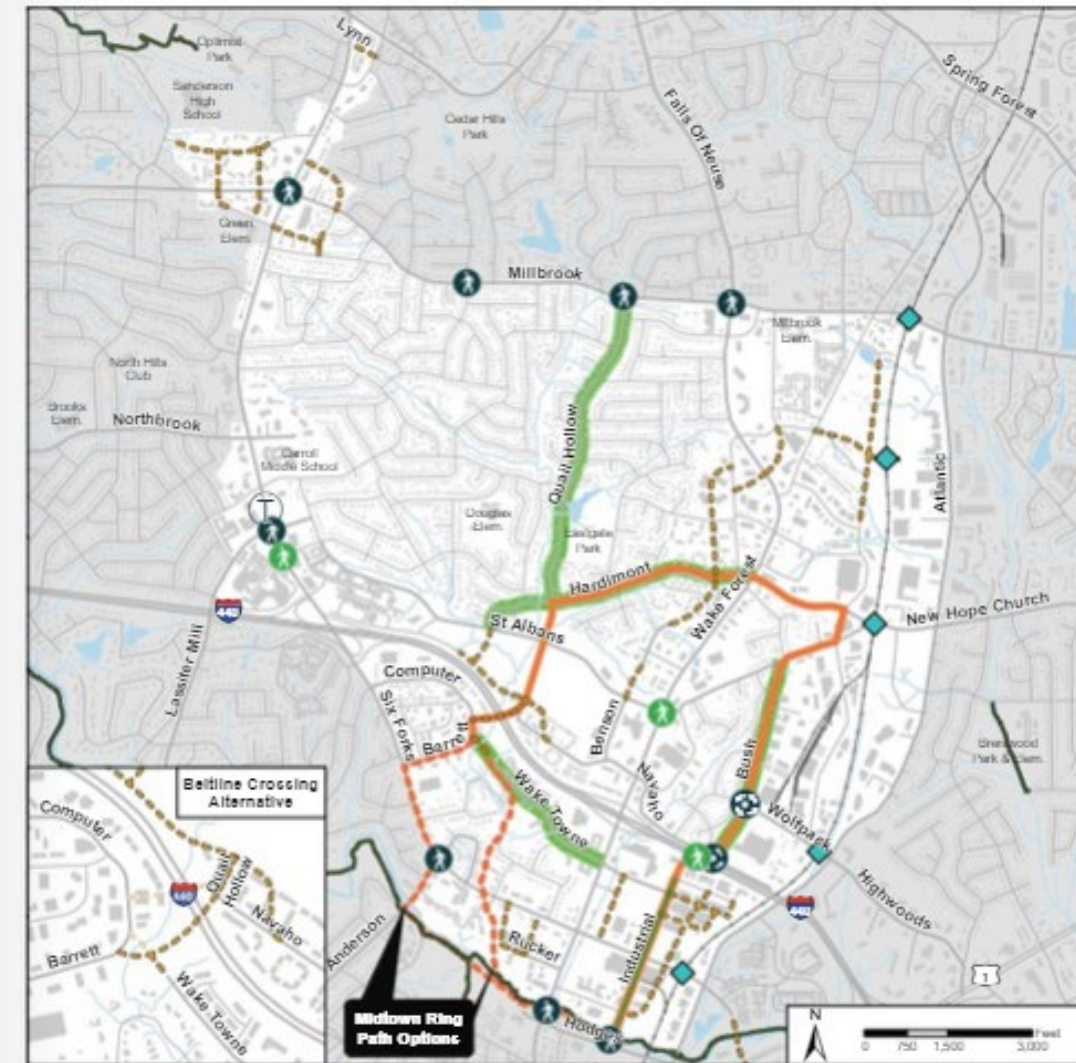 Lynn
Optimist
Park
Sanderson
High
School
Cedar Hills
Park
Falls Of Neuse
Spring Forest
Green
Elem.
Millbrook
Millbrook
Elem.
North Hills
Club
Brooks
Elem.
Northbrook
Carroll
Middle School
T
Quail Hollow
Douglas
Elem.
Eastgate
Park
Atlantic
Hardimont
Wake Forest
New Hope Church
440
St Albans
Lassiter Mill
Computer
Six Forks
Barrett
Benson
Navaho
Bush
Brentwood
Park & Elem.
Wake Towne
Wolfpack
Highwoods
440
Anderson
Rucker
Industrial
1
Beltline Crossing
Alternative
Computer
440
Quail
Hollow
Navaho
Barrett
Wake Towne
Midtown Ring
Path Options
N
Feet
0 750 1,500 3,000